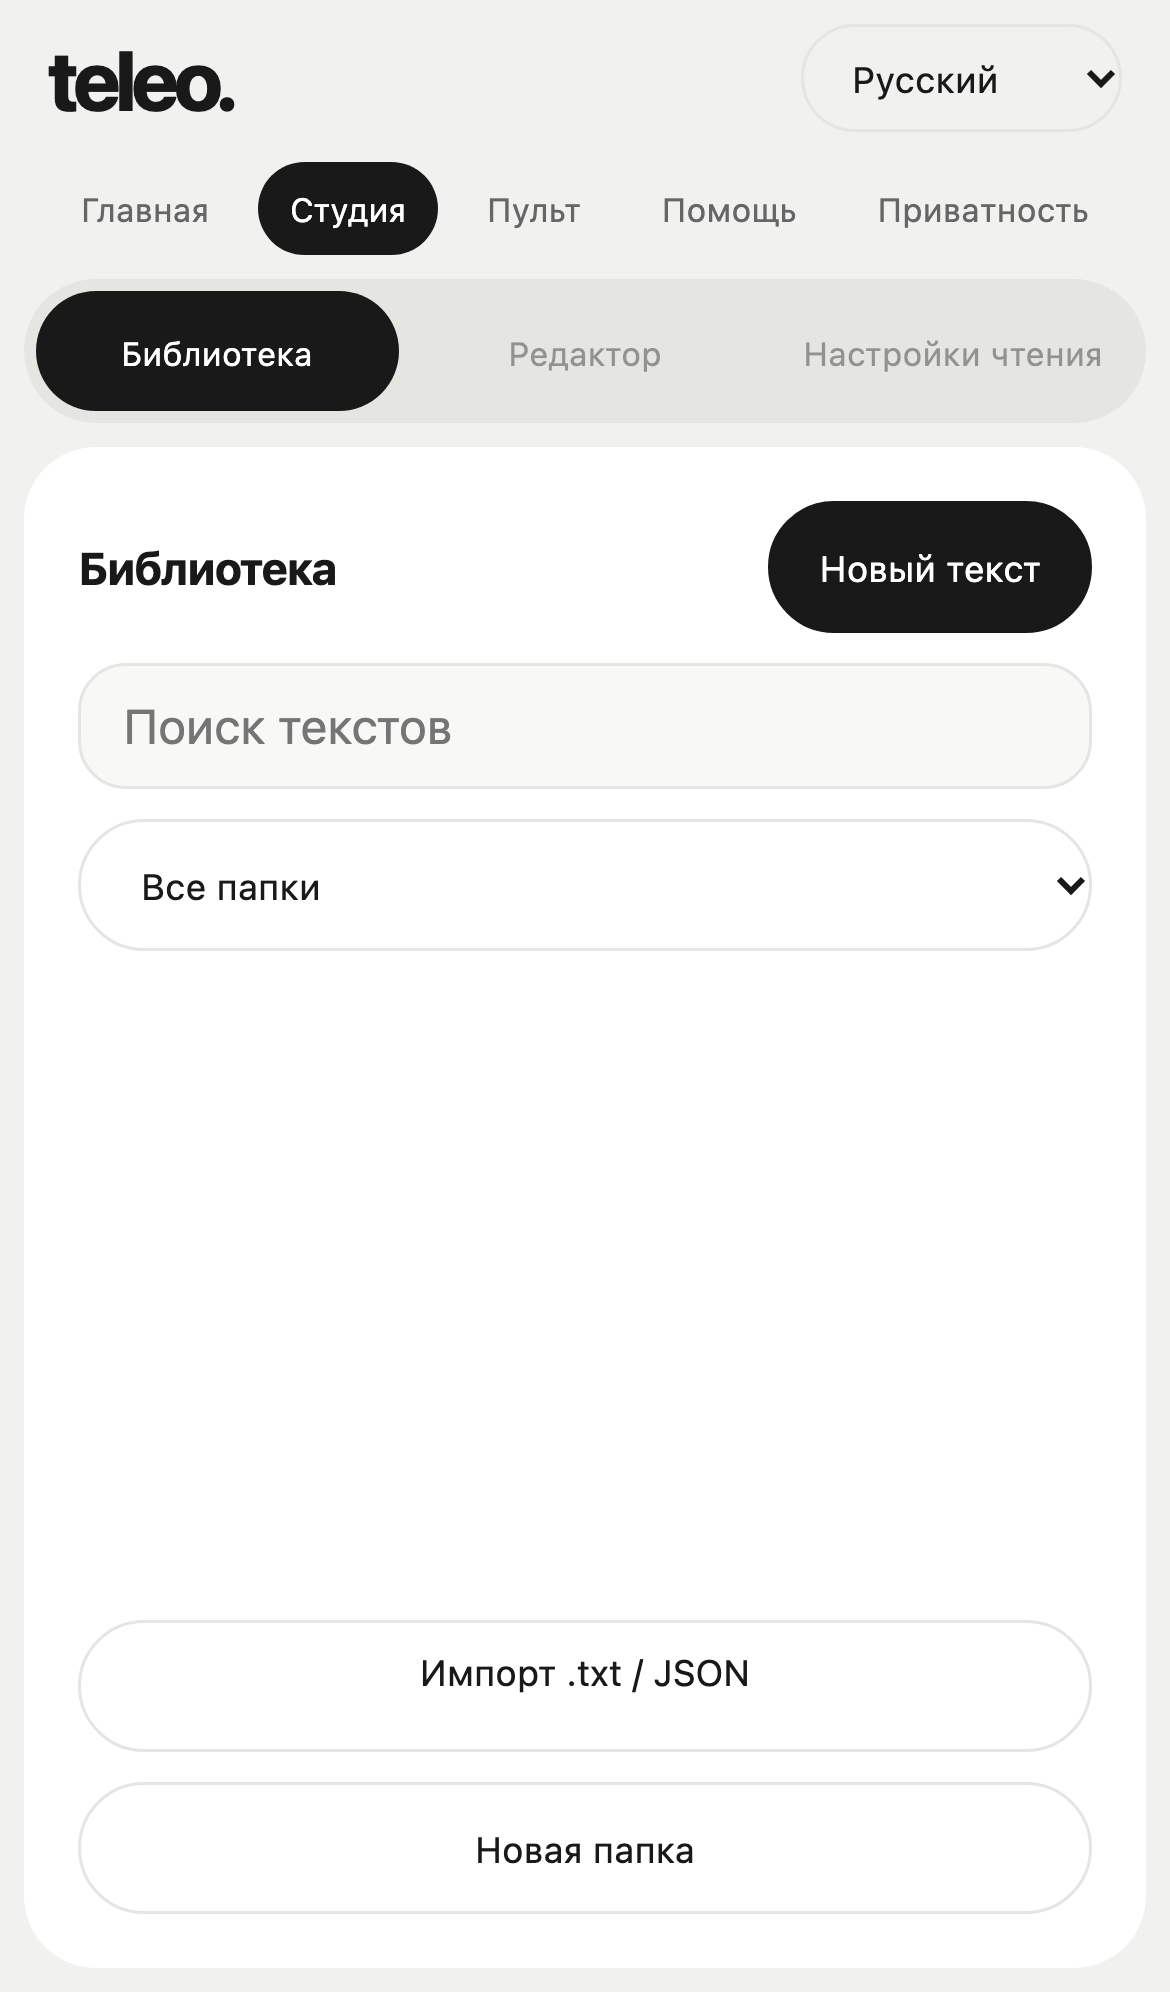 teleo.
Русский
Главная Студия Пульт Помощь Приватность
Библиотека Редактор Настройки чтения
Библиотека
Новый текст
Поиск текстов
Все папки
Импорт .txt / JSON
Новая папка